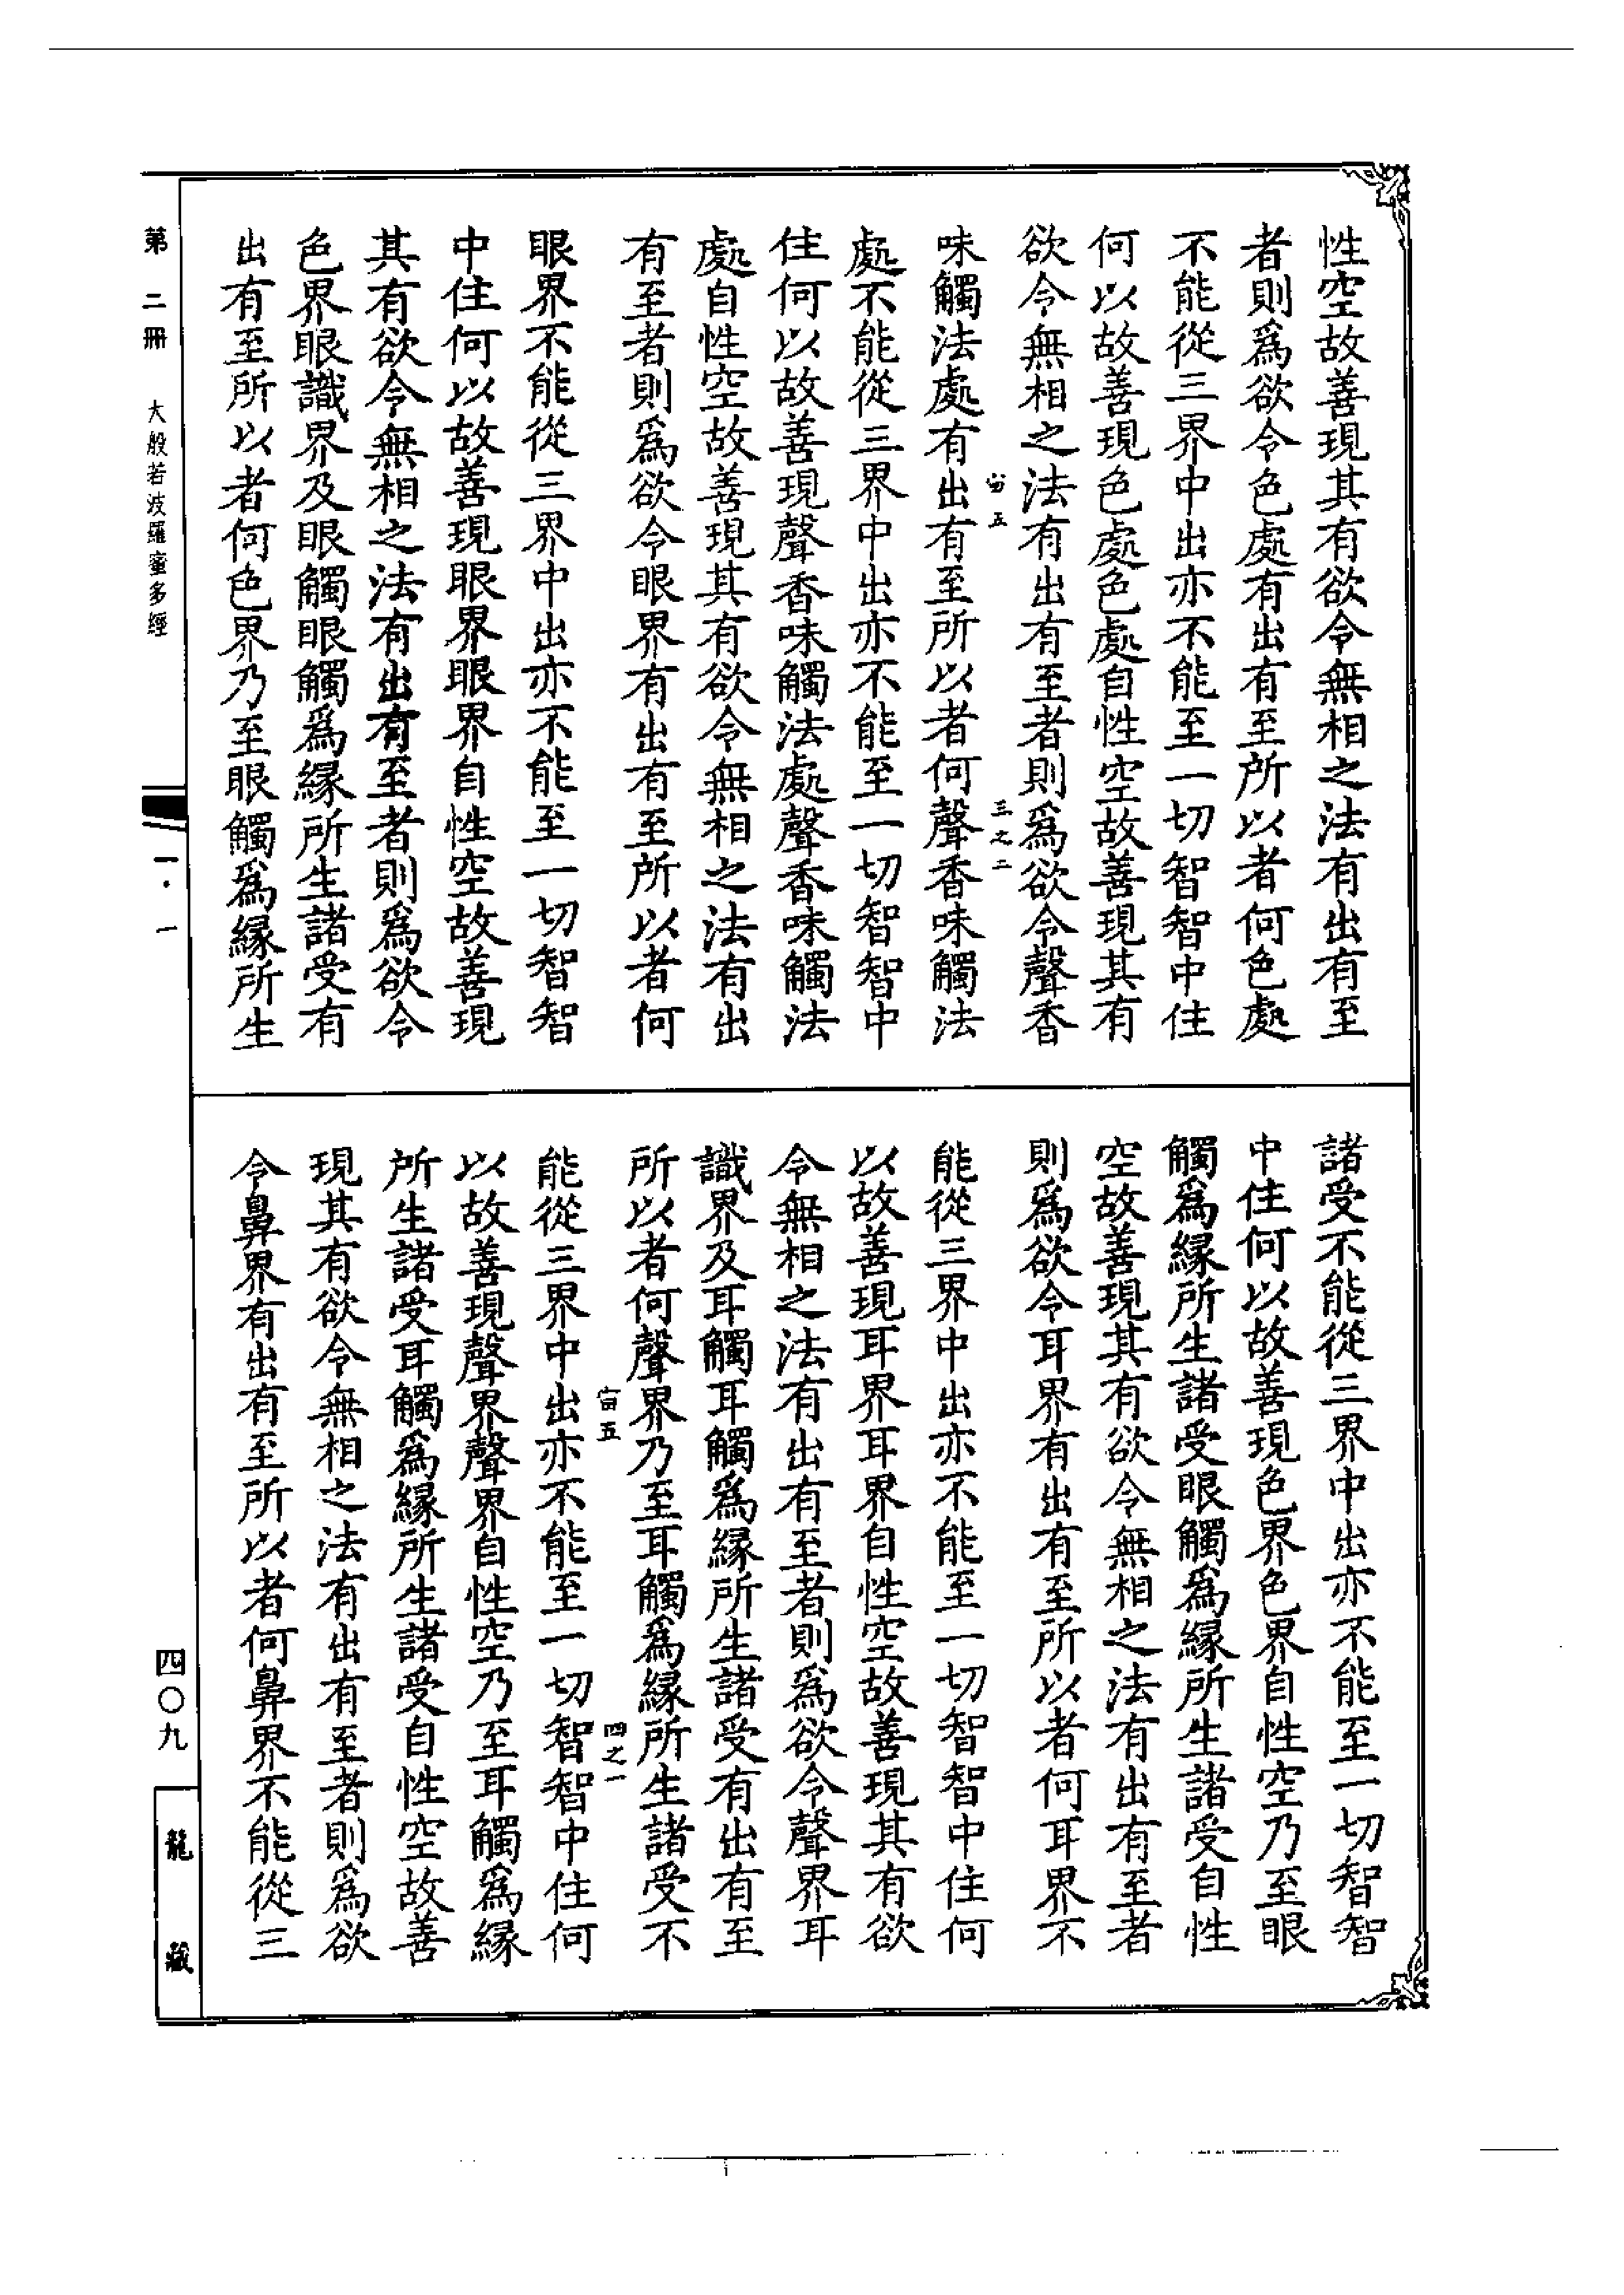 性空故善現其有欲令無相之法有出有至
者則爲欲令色處有出有至所以者何色處
不能從三界中出亦不能至一切智智中住
何以故善現色處色處自性空故善現其有
欲令無相之法有出有至者則爲欲令聲香
五 三之二
味觸法處有出有至所以者何聲香味觸法
處不能從三界中出亦不能至一切智智中
住何以故善現聲香味觸法處聲香味觸法
處自性空故善現其有欲令無相之法有出
有至者則爲欲令眼界有出有至所以者何
眼界不能從三界中出亦不能至一切智智
中住何以故善現眼界眼界自性空故善現
其有欲令無相之法有出有至者則爲欲令
色界眼識界及眼觸眼觸爲緣所生諸受有
出有至所以者何色界乃至眼觸爲緣所生
諸受不能從三界中出亦不能至一切智智
中住何以故善現色界色界自性空乃至眼
觸爲緣所生諸受眼觸爲緣所生諸受自性
空故善現其有欲令無相之法有出有至者
則爲欲令耳界有出有至所以者何耳界不
能從三界中出亦不能至一切智智中住何
以故善現耳界耳界自性空故善現其有欲
令無相之法有出有至者則爲欲令聲界耳
識界及耳觸耳觸爲緣所生諸受有出有至
所以者何聲界乃至耳觸爲緣所生諸受不
五 四之一
能從三界中出亦不能至一切智智中住何
以故善現聲界聲界自性空乃至耳觸爲緣
所生諸受耳觸爲緣所生諸受自性空故善
現其有欲令無相之法有出有至者則爲欲
令鼻界有出有至所以者何鼻界不能從三
第二冊 大般若波羅蜜多經 一·一 四〇九 龍藏